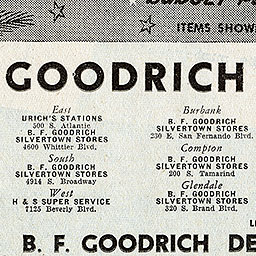 ITEMS SHOW
GOODRICH
East
URICH'S STATIONS
500 S. Atlantic
B. F. GOODRICH
SILVERTOWN STORES
4600 Whittier Blvd.
South
B. F. GOODRICH
SILVERTOWN STORES
4914 S. Broadway
West
H & S SUPER SERVICE
7125 Beverly Blvd.
Burbank
B. F. GOODRICH
SILVERTOWN STORES
230 E. San Fernando Blvd.
Compton
B. F. GOODRICH
SILVERTOWN STORES
200 S. Tamarind
Glendale
B. F. GOODRICH
SILVERTOWN STORES
320 S. Brand Blvd.
B. F. GOODRICH DE